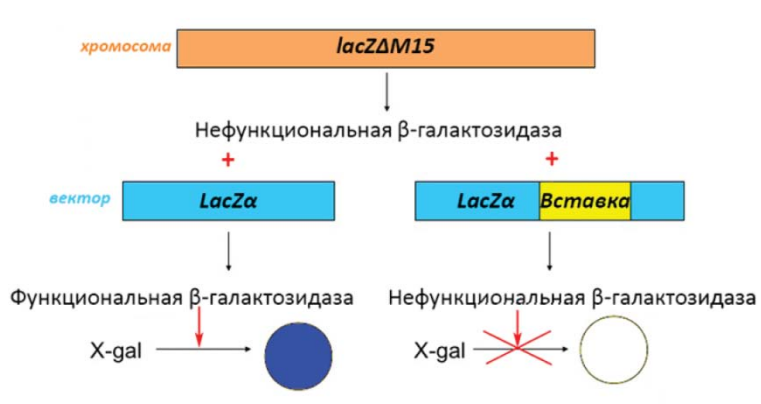 хромосома
lacZΔM15
Нефункциональная β-галактозидаза
+ +
вектор LacZα LacZα Вставка
Функциональная β-галактозидаза Нефункциональная β-галактозидаза
X-gal X-gal